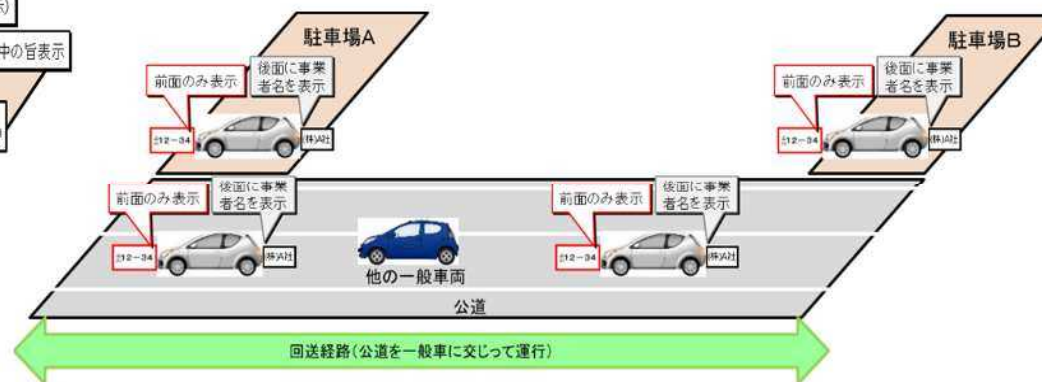 示)
中の旨表示
駐車場A
前面のみ表示
後面に事業
者名を表示
12-34
(株)A社
駐車場B
前面のみ表示
後面に事業
者名を表示
12-34
(株)A社
前面のみ表示
後面に事業
者名を表示
12-34
(株)A社
他の一般車両
前面のみ表示
後面に事業
者名を表示
12-34
(株)A社
公道
回送経路(公道を一般車に交じって運行)